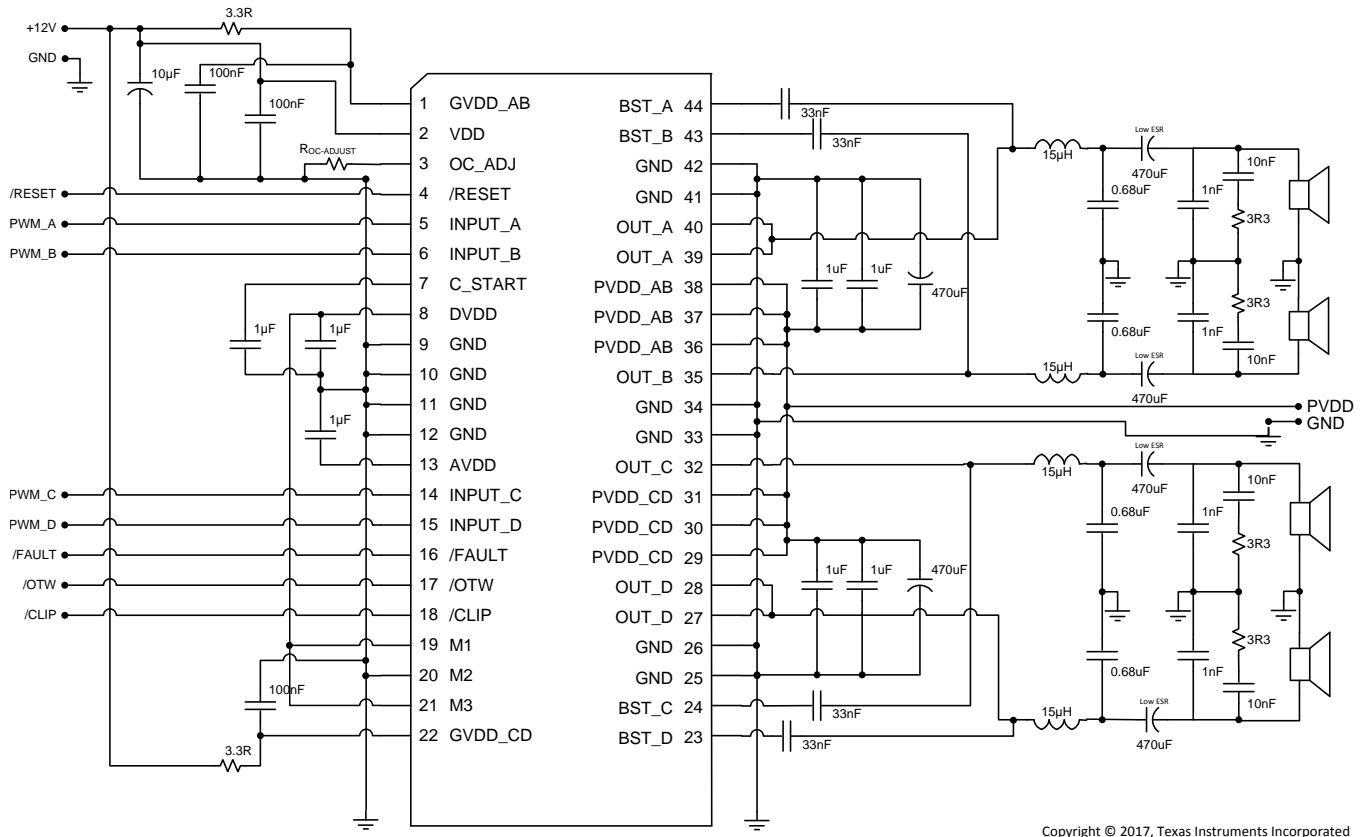 3.3R
+12V
GND
10µF
100nF
100nF
R_OC-ADJUST
/RESET
PWM_A
PWM_B
1µF
1µF
1µF
PWM_C
PWM_D
/FAULT
/OTW
/CLIP
100nF
3.3R
1 GVDD_AB
2 VDD
3 OC_ADJ
4 /RESET
5 INPUT_A
6 INPUT_B
7 C_START
8 DVDD
9 GND
10 GND
11 GND
12 GND
13 AVDD
14 INPUT_C
15 INPUT_D
16 /FAULT
17 /OTW
18 /CLIP
19 M1
20 M2
21 M3
22 GVDD_CD
BST_A 44
BST_B 43
GND 42
GND 41
OUT_A 40
OUT_A 39
PVDD_AB 38
PVDD_AB 37
PVDD_AB 36
OUT_B 35
GND 34
GND 33
OUT_C 32
PVDD_CD 31
PVDD_CD 30
PVDD_CD 29
OUT_D 28
OUT_D 27
GND 26
GND 25
BST_C 24
BST_D 23
33nF
33nF
1uF
1uF
470uF
15µH
Low ESR
470uF
10nF
0.68uF
1nF
3R3
3R3
0.68uF
1nF
10nF
15µH
Low ESR
470uF
PVDD
GND
15µH
Low ESR
470uF
10nF
0.68uF
1nF
3R3
1uF
1uF
470uF
3R3
0.68uF
1nF
10nF
33nF
33nF
15µH
Low ESR
470uF
Copyright © 2017, Texas Instruments Incorporated